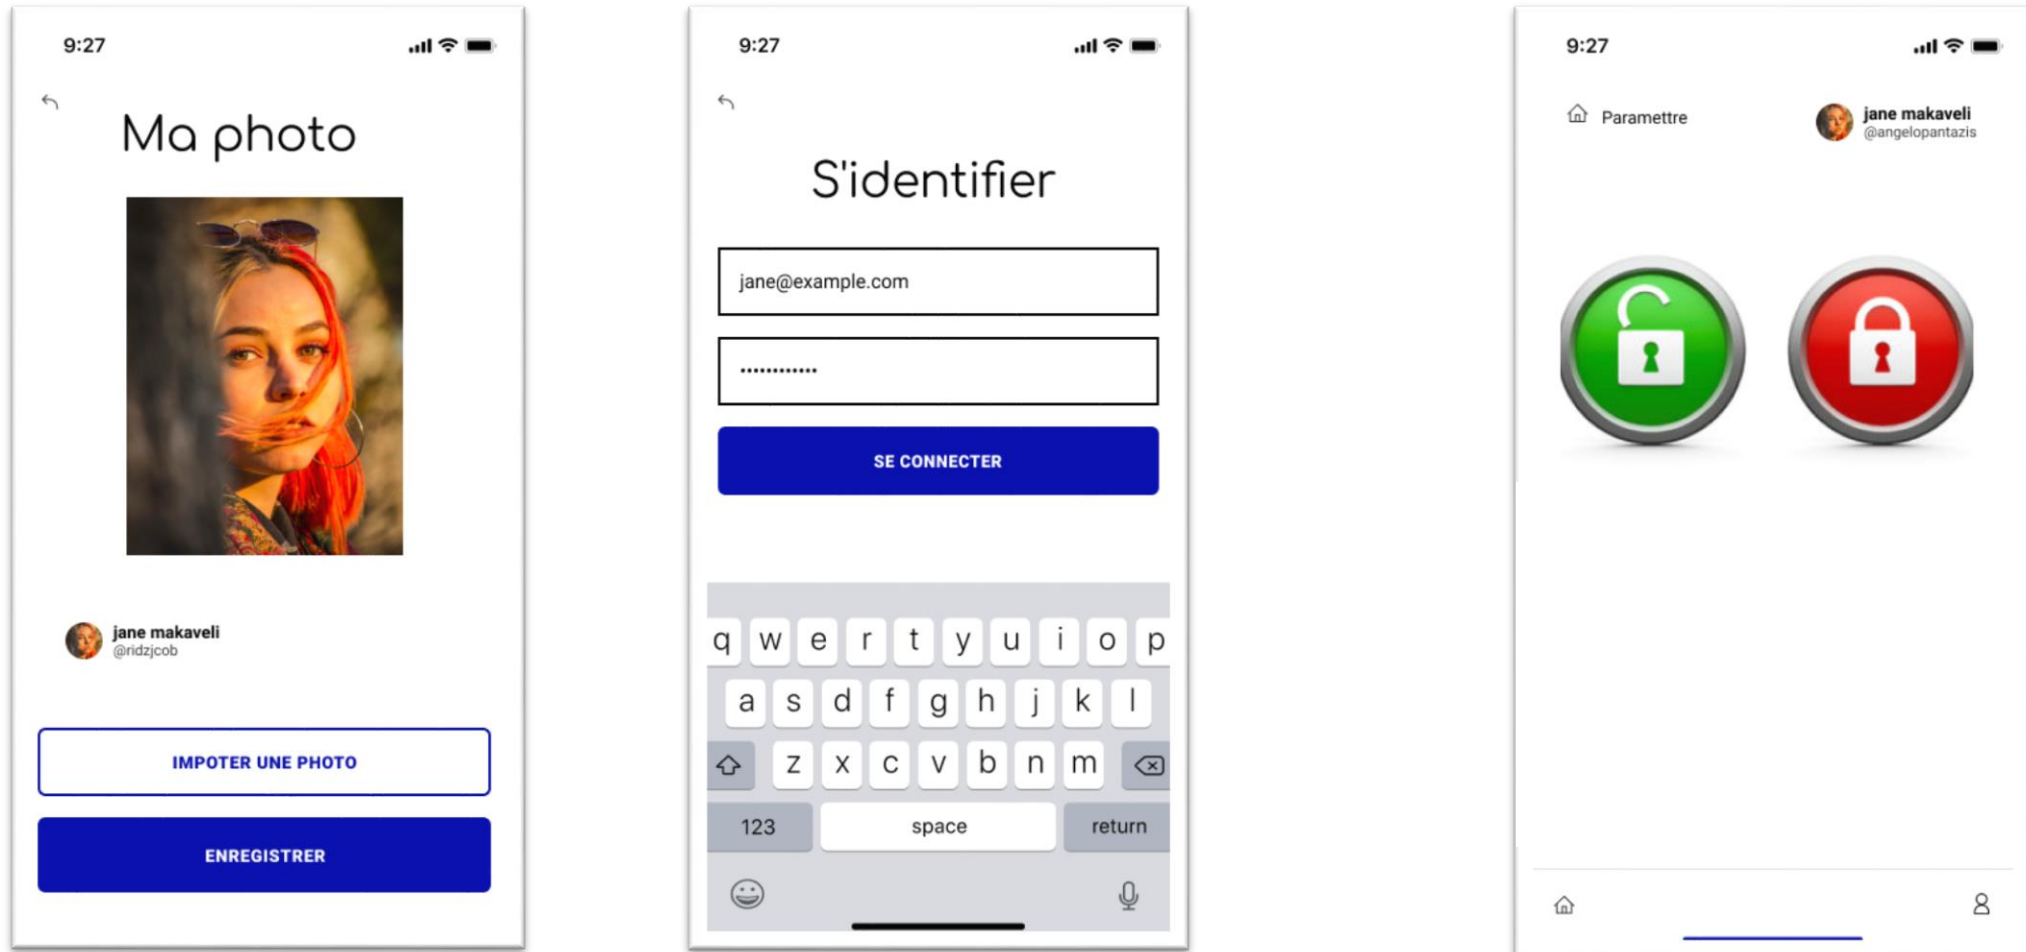 9:27
Ma photo
jane makaveli
@ridzjcob
IMPOTER UNE PHOTO
ENREGISTRER
9:27
S'identifier
jane@example.com
••••••••••••
SE CONNECTER
q w e r t y u i o p
a s d f g h j k l
z x c v b n m
123 space return
9:27
Paramettre
jane makaveli
@angelopantazis